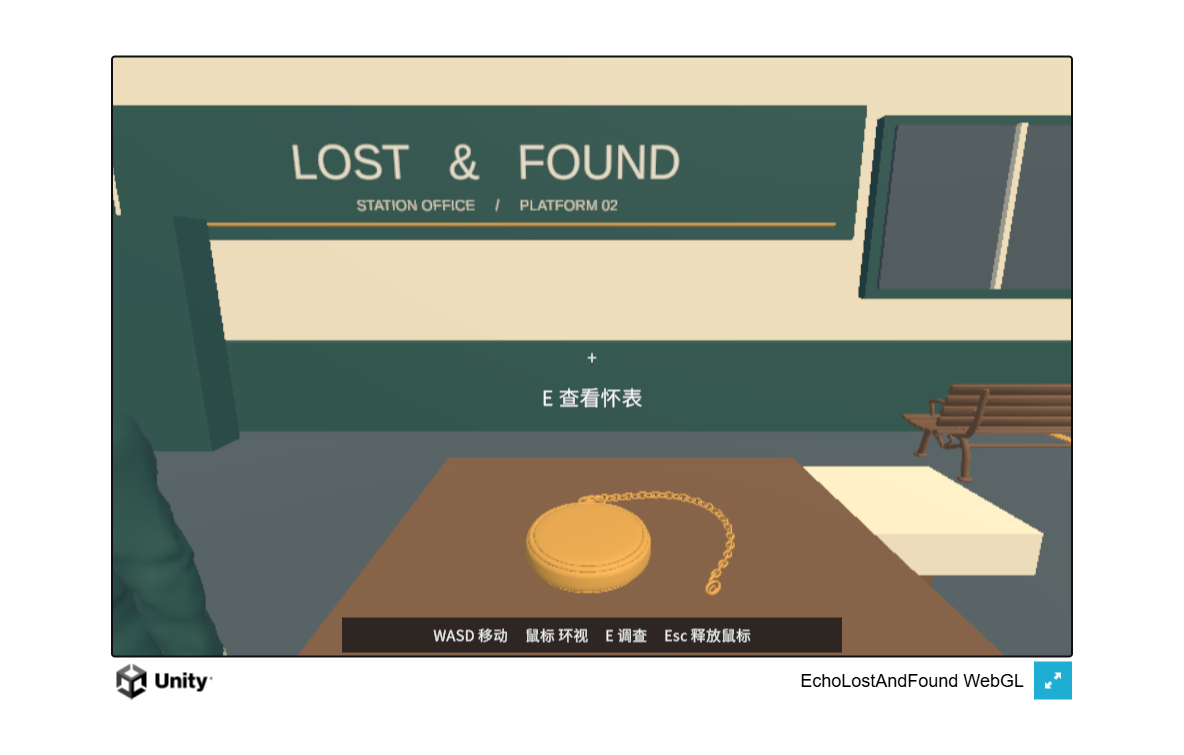 LOST & FOUND
STATION OFFICE / PLATFORM 02
+
E 查看怀表
WASD 移动 鼠标 环视 E 调查 Esc 释放鼠标
Unity
EchoLostAndFound WebGL